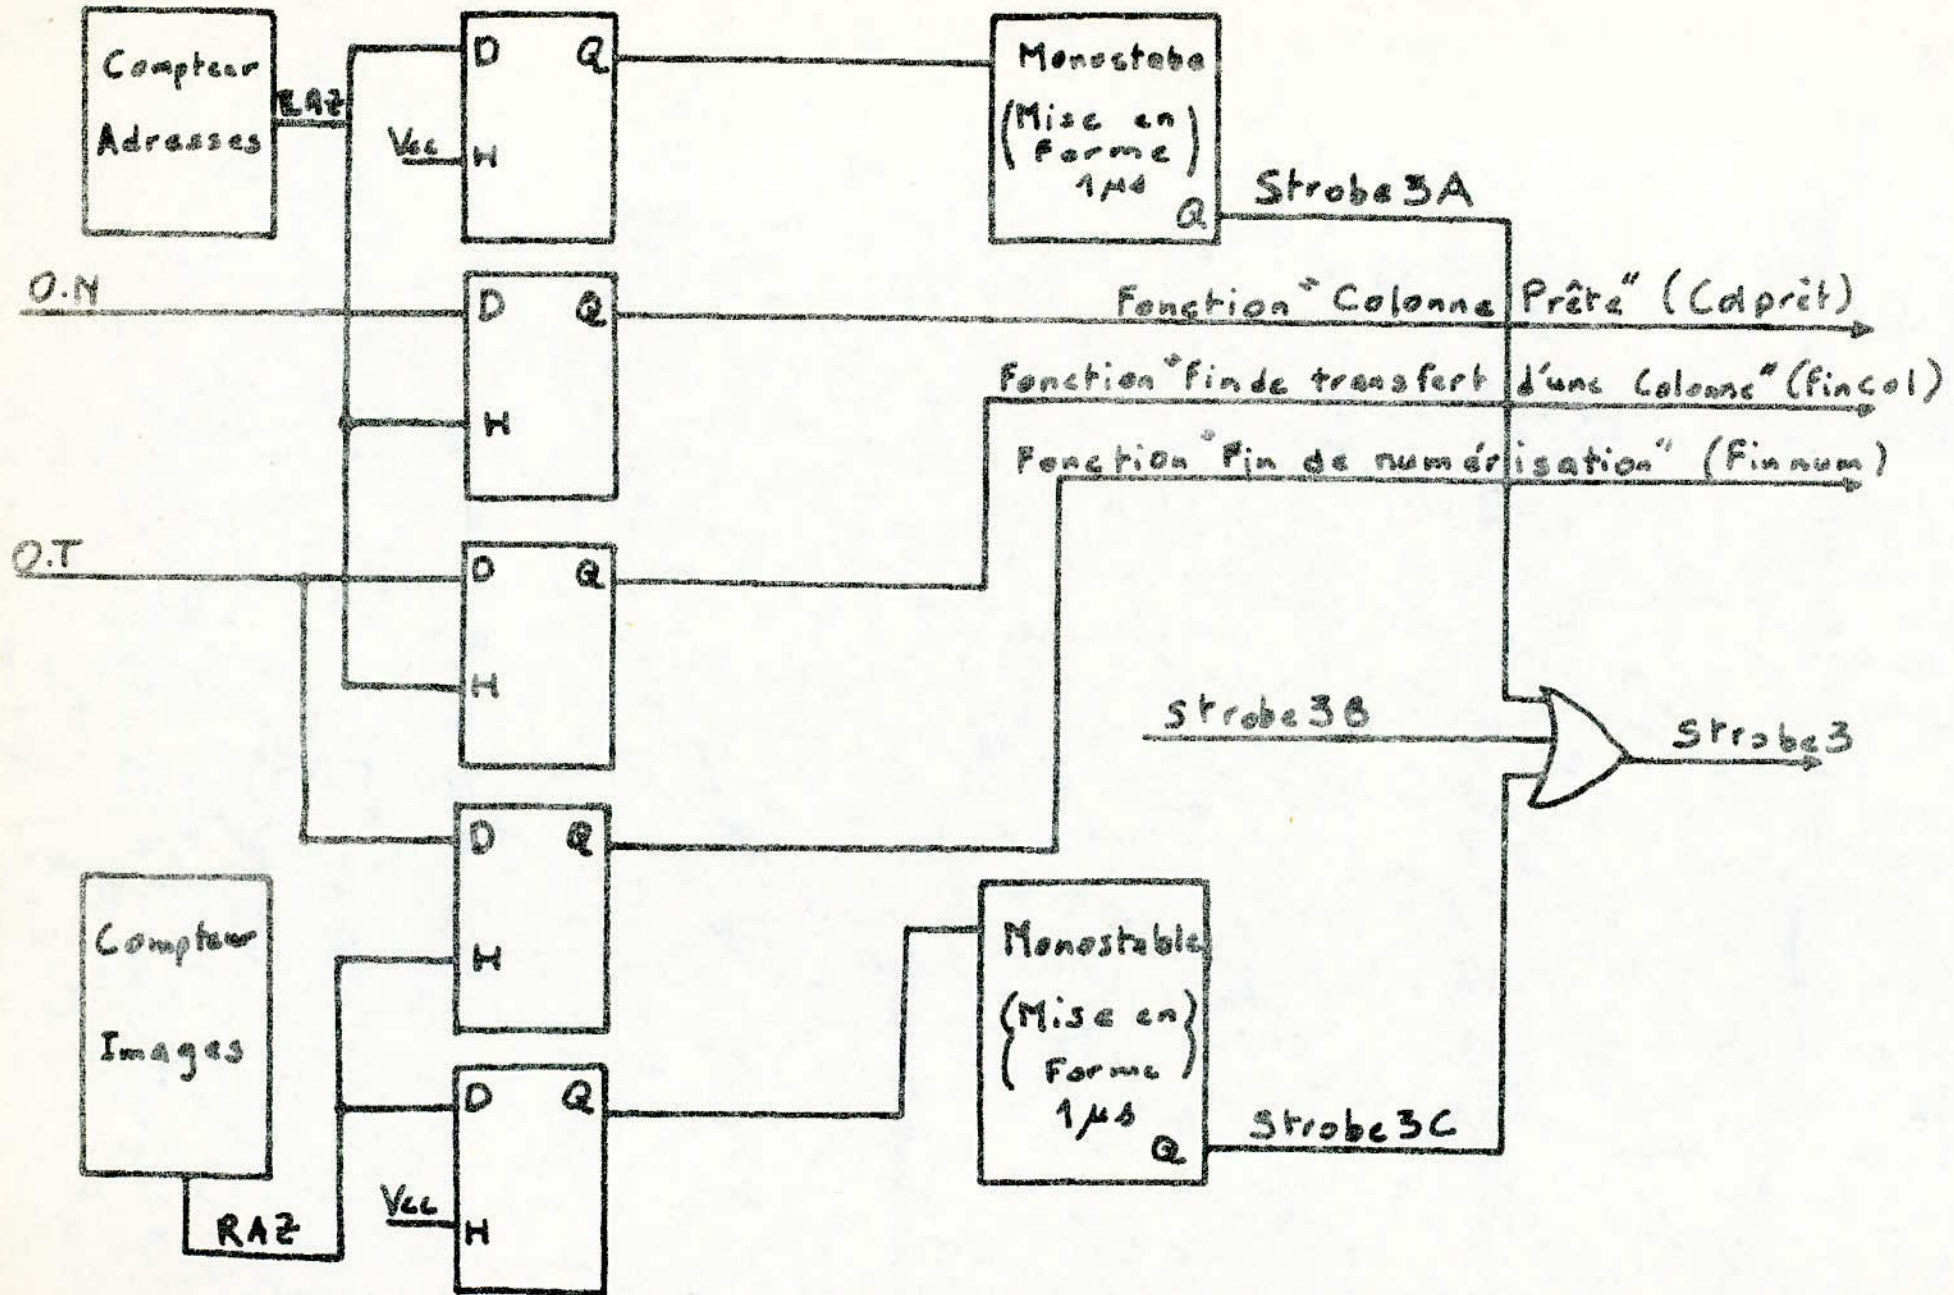 Compteur
Adresses
RAZ
D
Q
Vcc
H
Monostabe
(Mise en)
Forme
1µs
Q
Strobe3A
O.N
D
Q
H
Fonction "Colonne Prête" (Colprêt)
Fonction "Fin de transfert d'une Colonne" (Fincol)
Fonction "Fin de numérisation" (Finnum)
O.T
D
Q
H
Strobe3B
Strobe3
D
Q
H
Compteur
Images
RAZ
D
Q
Vcc
H
Monostable
(Mise en)
Forme
1µs
Q
Strobe3C